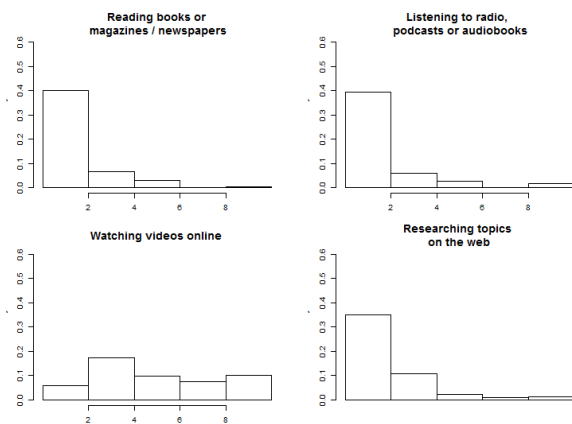 Reading books or
magazines / newspapers
0.6
0.5
0.4
0.3
0.2
0.1
0.0
2 4 6 8
Listening to radio,
podcasts or audiobooks
0.6
0.5
0.4
0.3
0.2
0.1
0.0
2 4 6 8
Watching videos online
0.6
0.5
0.4
0.3
0.2
0.1
0.0
2 4 6 8
Researching topics
on the web
0.6
0.5
0.4
0.3
0.2
0.1
0.0
2 4 6 8